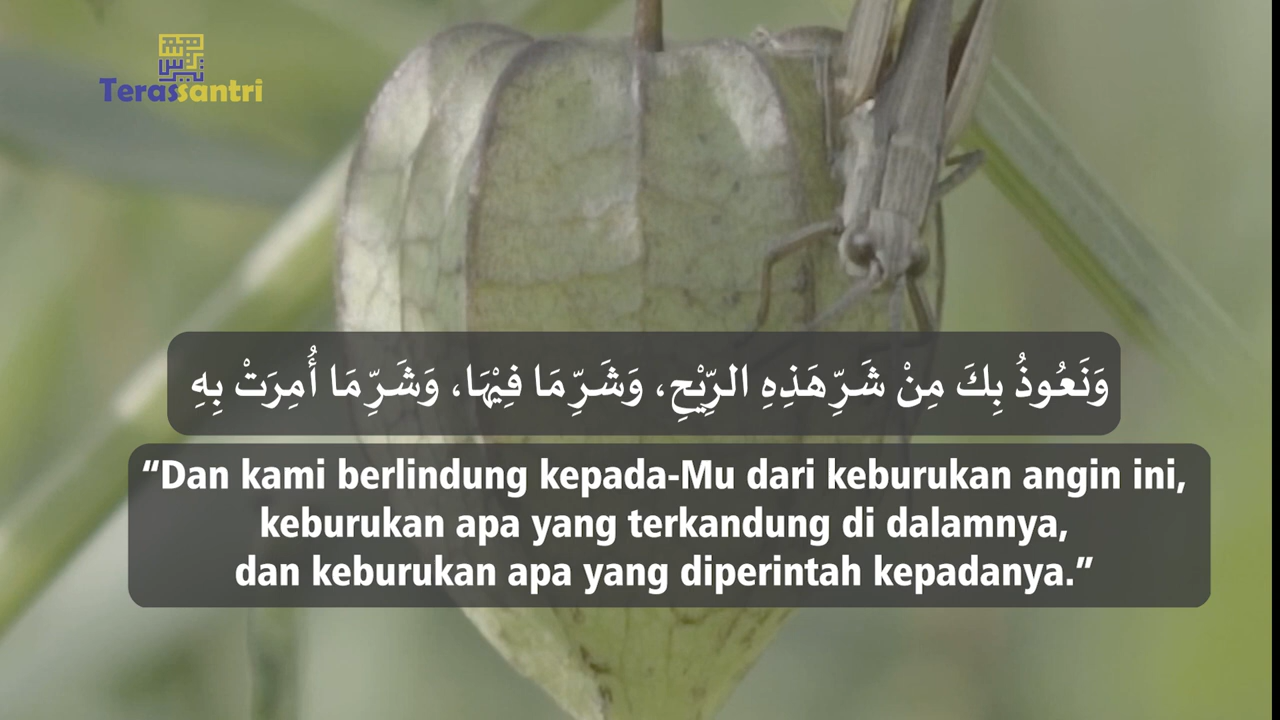 Terassantri
وَنَعُوذُ بِكَ مِنْ شَرِّ هَذِهِ الرِّيْحِ، وَشَرِّ مَا فِيْهَا، وَشَرِّ مَا أُمِرَتْ بِهِ
“Dan kami berlindung kepada-Mu dari keburukan angin ini,
keburukan apa yang terkandung di dalamnya,
dan keburukan apa yang diperintah kepadanya.”